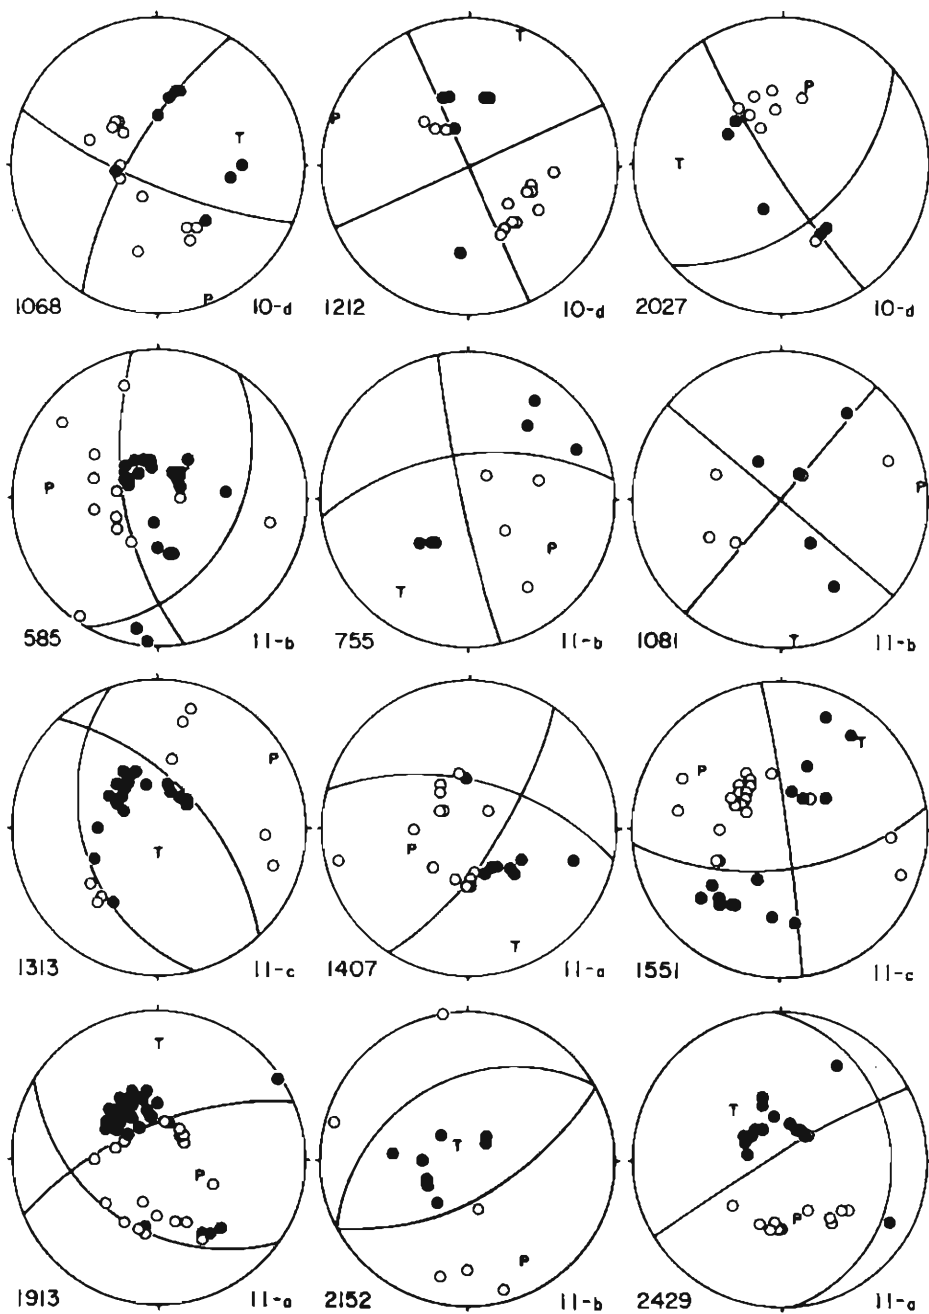 T
P
P
1068 10-d
T
P
1212 10-d
P
T
2027 10-d
P
585 11-b
P
T
755 11-b
P
T
1081 11-b
P
T
1313 11-c
P
T
1407 11-a
T
P
1551 11-c
T
P
1913 11-a
T
P
2152 11-b
T
P
2429 11-a